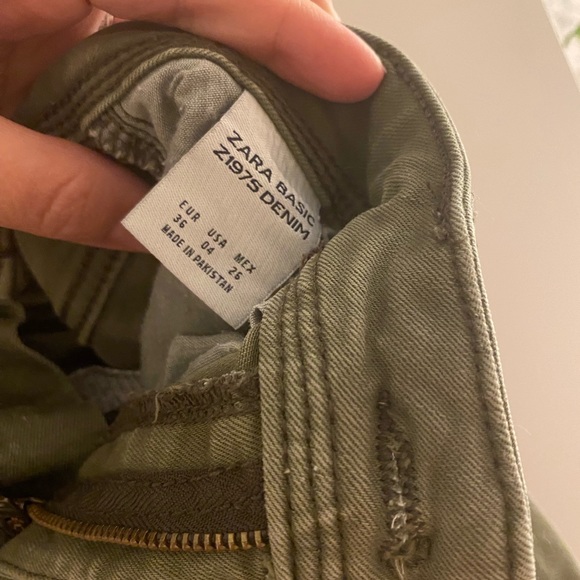 ZARA BASIC
Z1975 DENIM
EUR USA MEX
36 04 26
MADE IN PAKISTAN